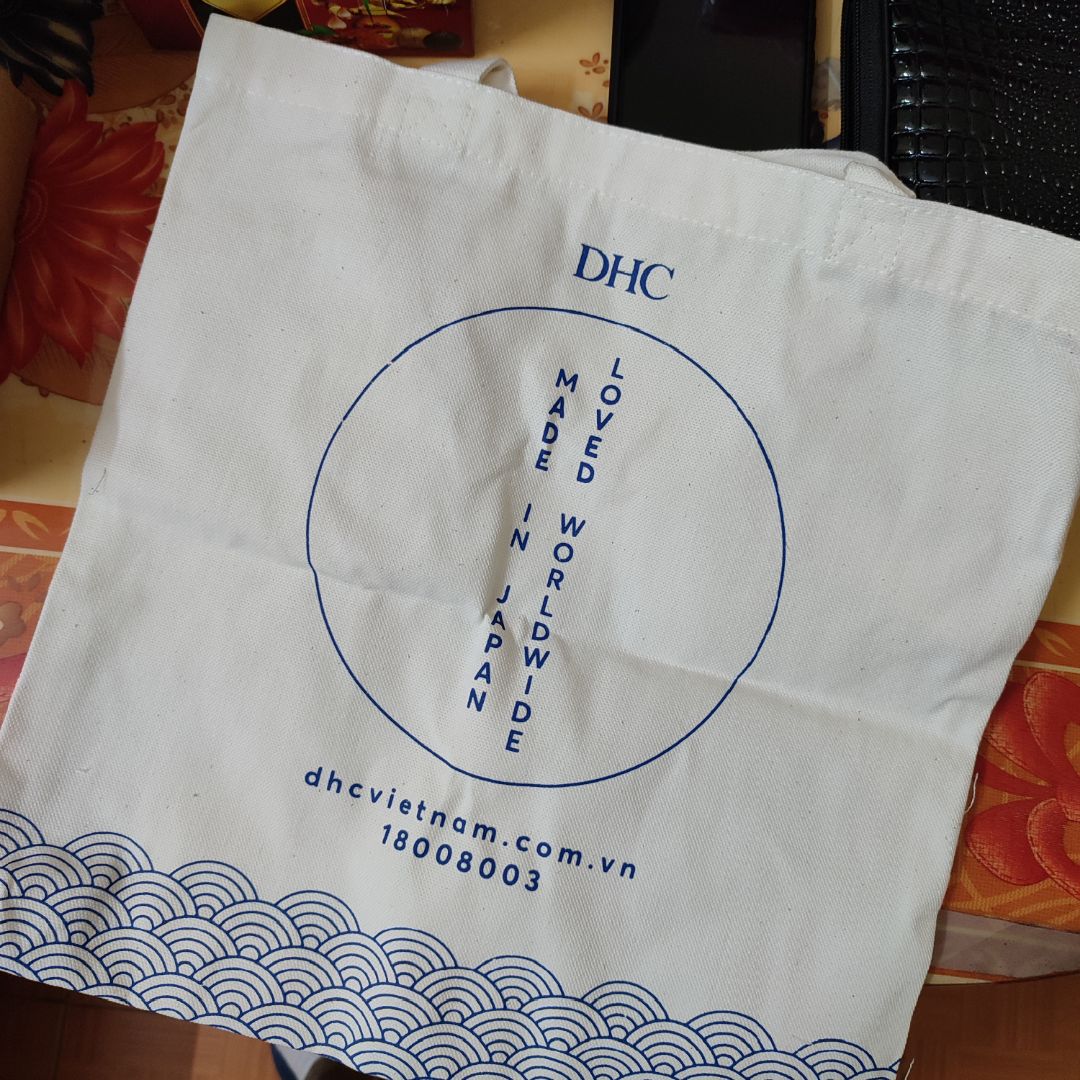 DHC
MADE IN JAPAN
LOVED WORLDWIDE
dhcvietnam.com.vn
18008003